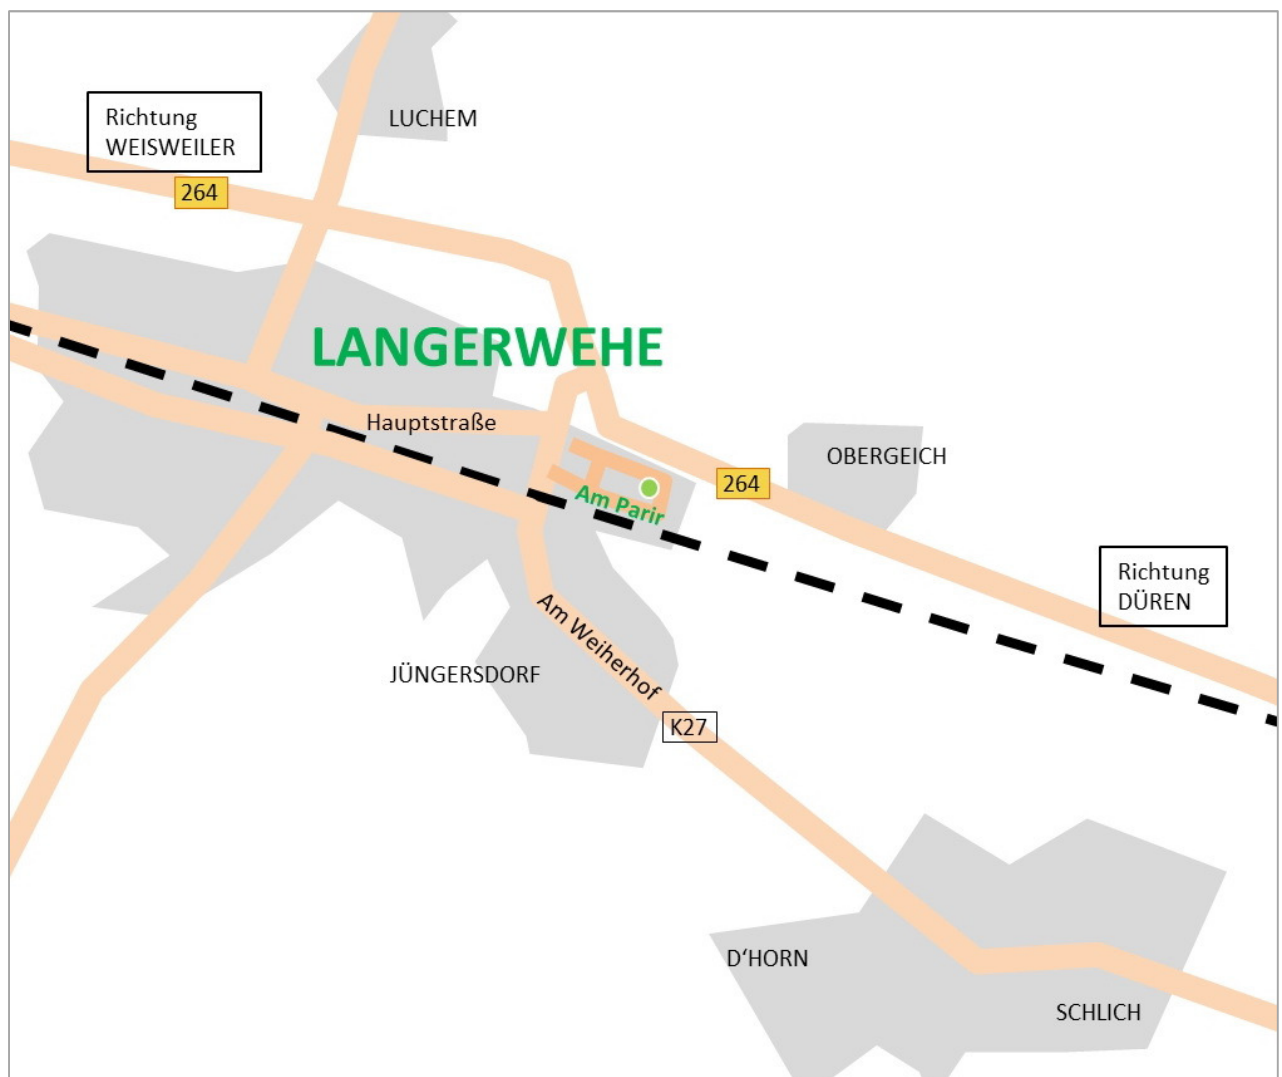 Richtung
WEISWEILER
LUCHEM
264
LANGERWEHE
Hauptstraße
OBERGEICH
264
Am Parir
Richtung
DÜREN
Am Weiherhof
JÜNGERSDORF
K27
D‘HORN
SCHLICH